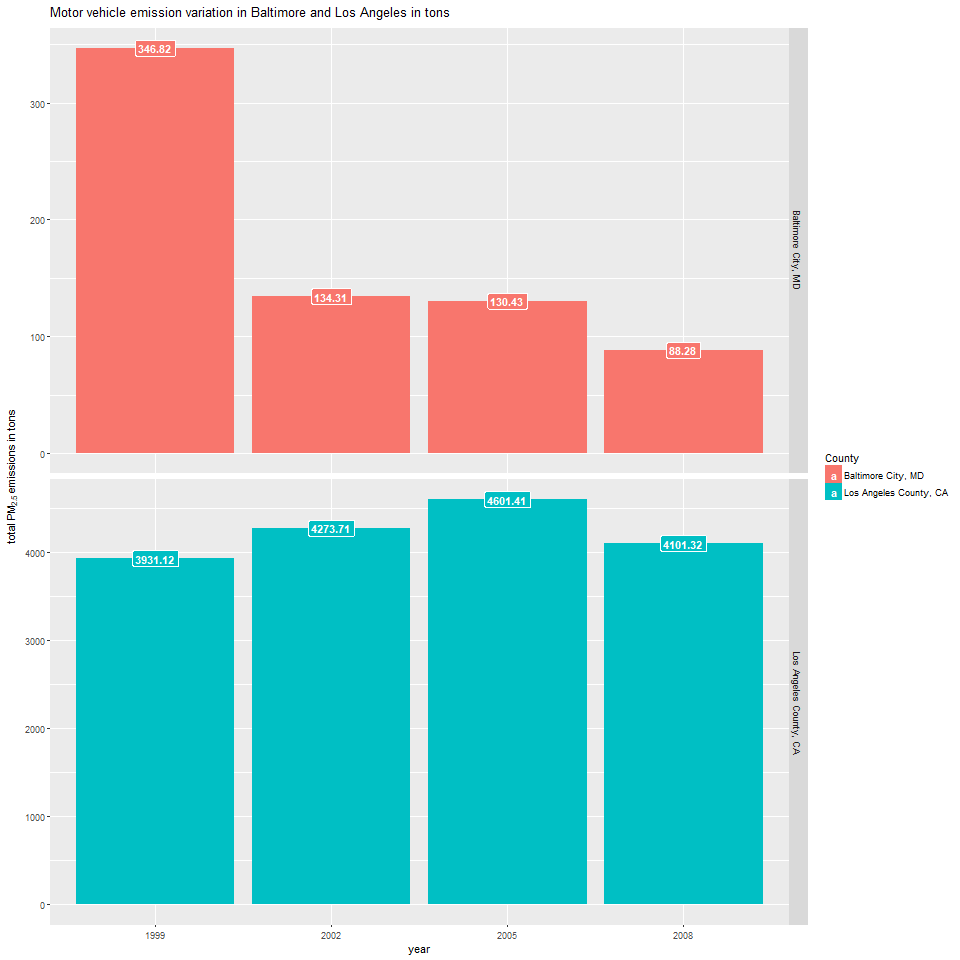 Motor vehicle emission variation in Baltimore and Los Angeles in tons
total PM2.5 emissions in tons
300
200
100
0
346.82
134.31
130.43
88.28
Baltimore City, MD
4000
3000
2000
1000
0
3931.12
4273.71
4601.41
4101.32
Los Angeles County, CA
1999
2002
2005
2008
year
County
a Baltimore City, MD
a Los Angeles County, CA